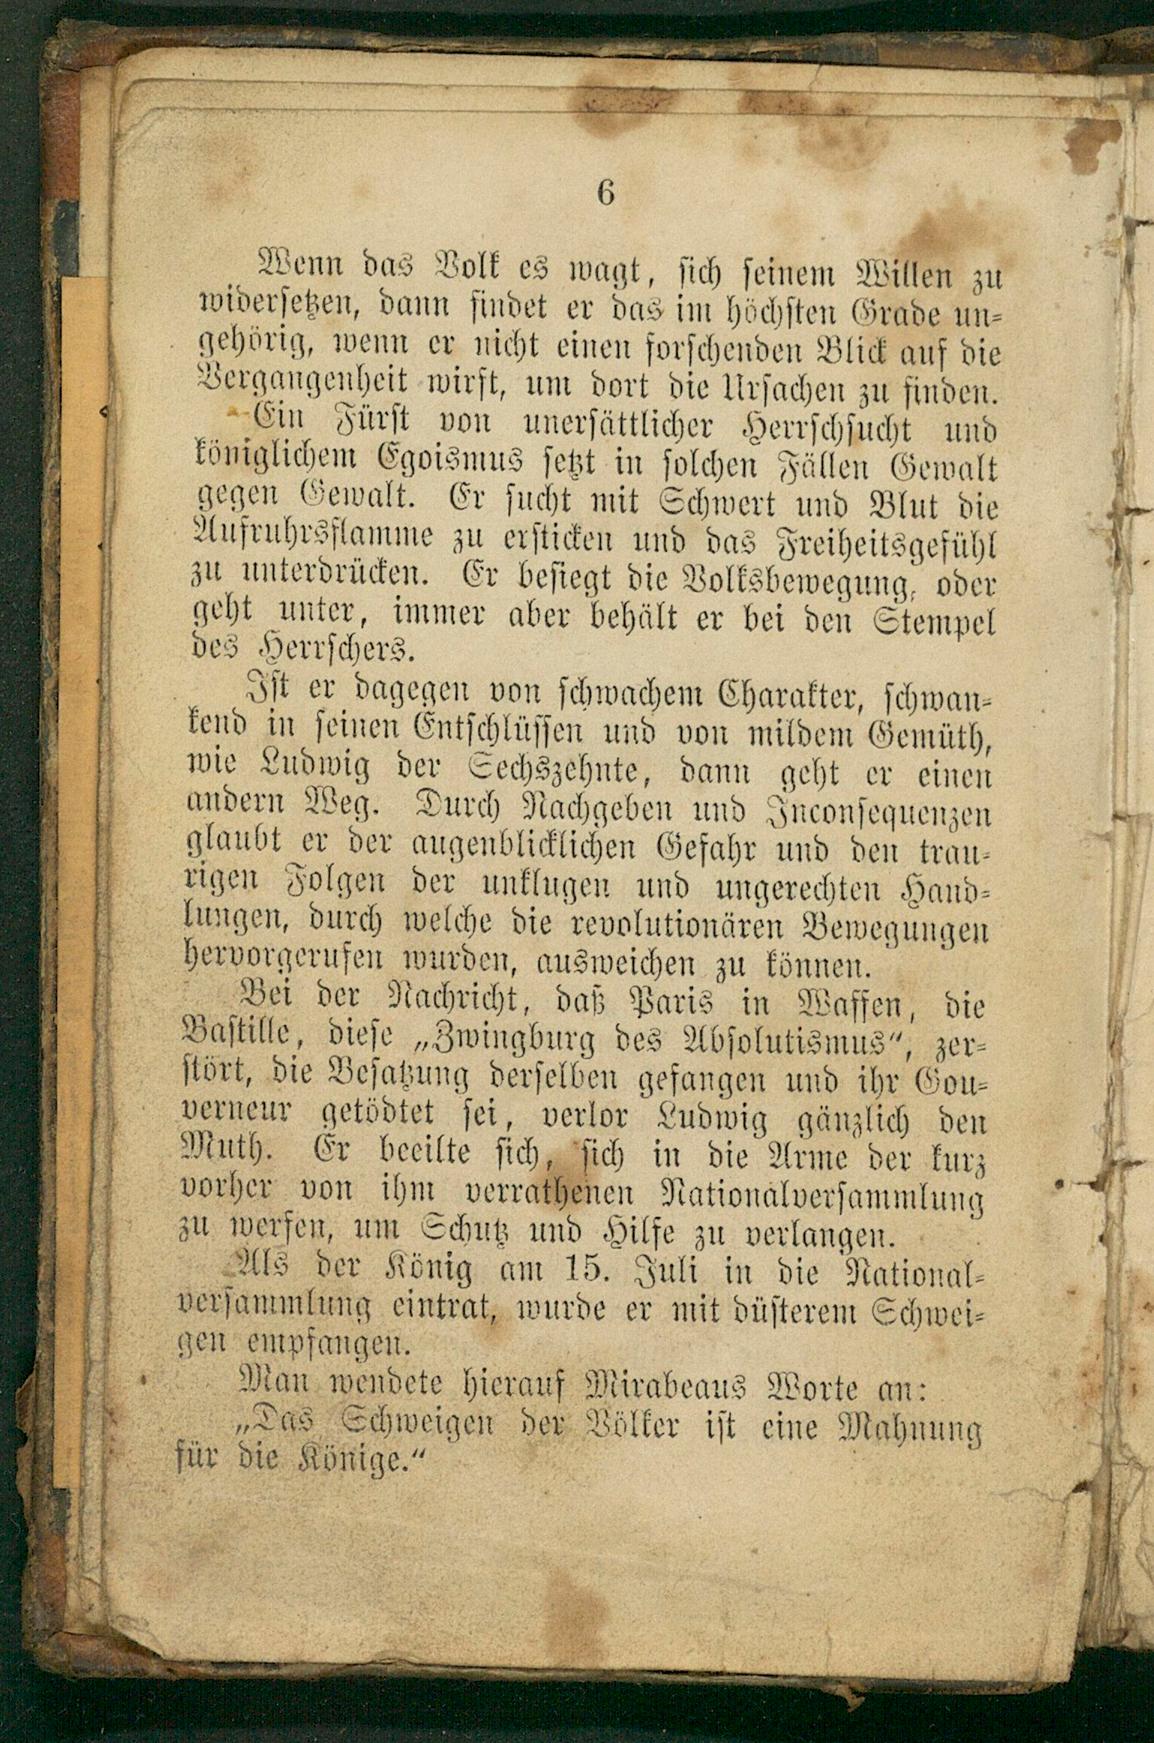 6
Wenn das Volk es wagt, sich seinem Willen zu
widersetzen, dann findet er das im höchsten Grade un-
gehörig, wenn er nicht einen forschenden Blick auf die
Vergangenheit wirft, um dort die Ursachen zu finden.
Ein Fürst von unersättlicher Herrschsucht und
königlichem Egoismus setzt in solchen Fällen Gewalt
gegen Gewalt. Er sucht mit Schwert und Blut die
Aufruhrsflamme zu ersticken und das Freiheitsgefühl
zu unterdrücken. Er besiegt die Volksbewegung, oder
geht unter, immer aber behält er bei den Stempel
des Herrschers.
Ist er dagegen von schwachem Charakter, schwan-
kend in seinen Entschlüssen und von mildem Gemüth,
wie Ludwig der Sechszehnte, dann geht er einen
andern Weg. Durch Nachgeben und Inconsequenzen
glaubt er der augenblicklichen Gefahr und den trau-
rigen Folgen der unklugen und ungerechten Hand-
lungen, durch welche die revolutionären Bewegungen
hervorgerufen wurden, ausweichen zu können.
Bei der Nachricht, daß Paris in Waffen, die
Bastille, diese „Zwingburg des Absolutismus“, zer-
stört, die Besatzung derselben gefangen und ihr Gou-
verneur getödtet sei, verlor Ludwig gänzlich den
Muth. Er beeilte sich, sich in die Arme der kurz
vorher von ihm verrathenen Nationalversammlung
zu werfen, um Schutz und Hilfe zu verlangen.
Als der König am 15. Juli in die National-
versammlung eintrat, wurde er mit düsterem Schwei-
gen empfangen.
Man wendete hierauf Mirabeaus Worte an:
„Das Schweigen der Völker ist eine Mahnung
für die Könige.“